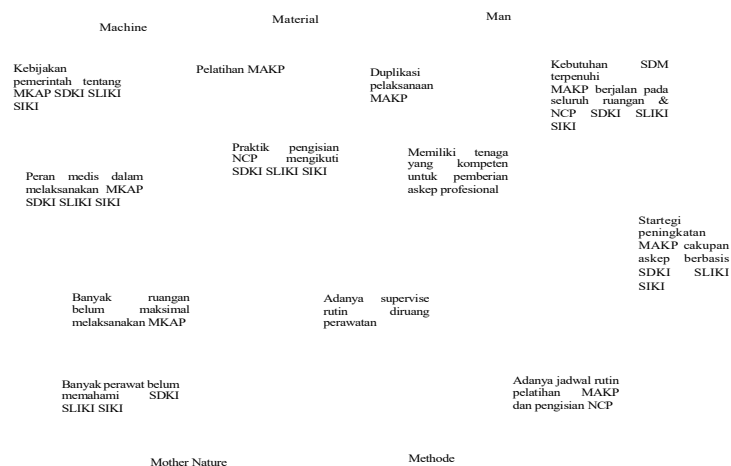 Machine
Material
Man
Kebijakan
pemerintah tentang
MKAP SDKI SLIKI
SIKI
Pelatihan MAKP
Duplikasi
pelaksanaan
MAKP
Kebutuhan SDM
terpenuhi
MAKP berjalan pada
seluruh ruangan &
NCP SDKI SLIKI
SIKI
Peran medis dalam
melaksanakan MKAP
SDKI SLIKI SIKI
Praktik pengisian
NCP mengikuti
SDKI SLIKI SIKI
Memiliki tenaga
yang kompeten
untuk pemberian
askep profesional
Startegi
peningkatan
MAKP cakupan
askep berbasis
SDKI SLIKI
SIKI
Banyak ruangan
belum maksimal
melaksanakan MKAP
Adanya supervise
rutin diruang
perawatan
Banyak perawat belum
memahami SDKI
SLIKI SIKI
Adanya jadwal rutin
pelatihan MAKP
dan pengisian NCP
Mother Nature
Methode